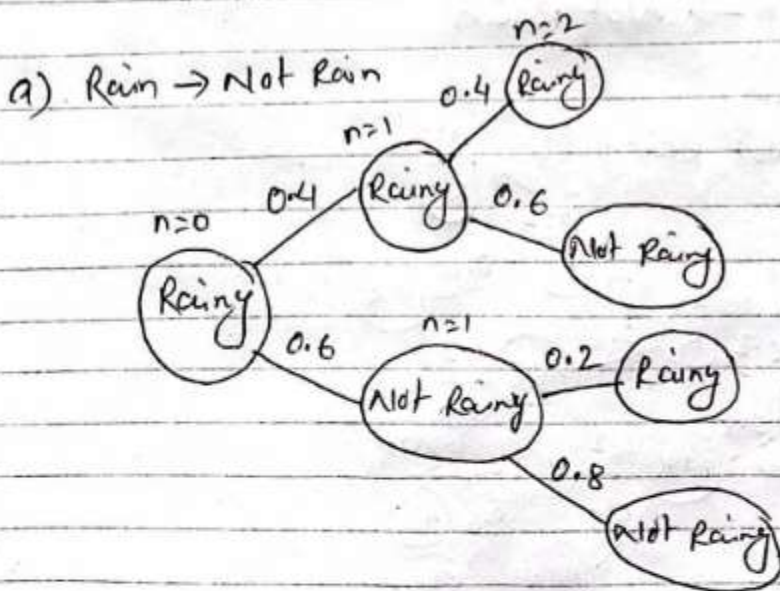 a) Rain → Not Rain
n=2
Rainy
0.4
n=1
Rainy
0.6
Not Rainy
n=0
0.4
Rainy
0.6
n=1
Not Rainy
0.2
Rainy
0.8
Not Rainy